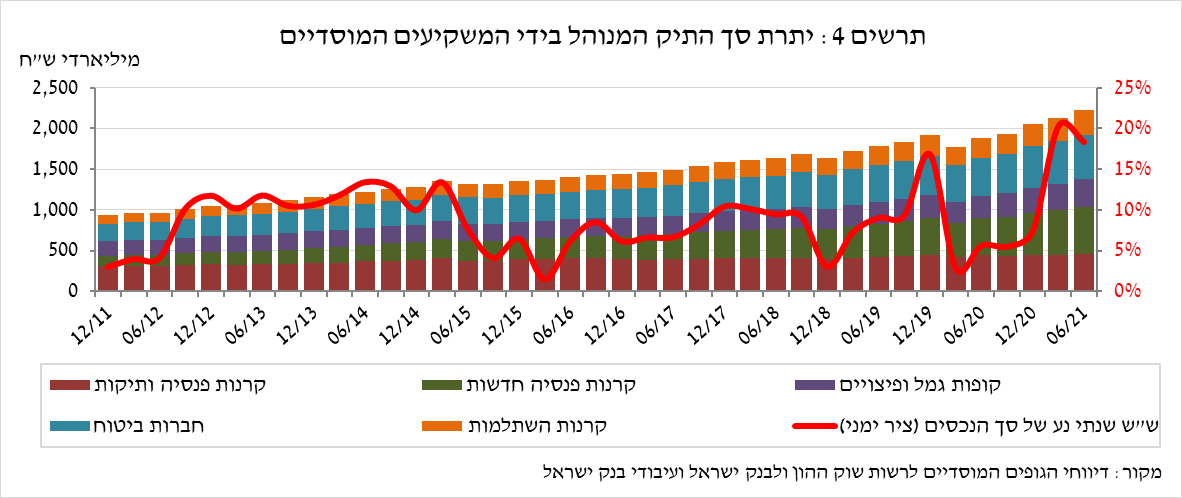 תרשים 4 : יתרת סך התיק המנוהל בידי המשקיעים המוסדיים
מיליארדי ש"ח
2,500
2,000
1,500
1,000
500
0
25%
20%
15%
10%
5%
0%
12/11 06/12 12/12 06/13 12/13 06/14 12/14 06/15 12/15 06/16 12/16 06/17 12/17 06/18 12/18 06/19 12/19 06/20 12/20 06/21
קרנות פנסיה ותיקות קרנות פנסיה חדשות קופות גמל ופיצויים
חברות ביטוח קרנות השתלמות ש"ש שנתי נע של סך הנכסים (ציר ימני)
מקור : דיווחי הגופים המוסדיים לרשות שוק ההון ולבנק ישראל ועיבודי בנק ישראל